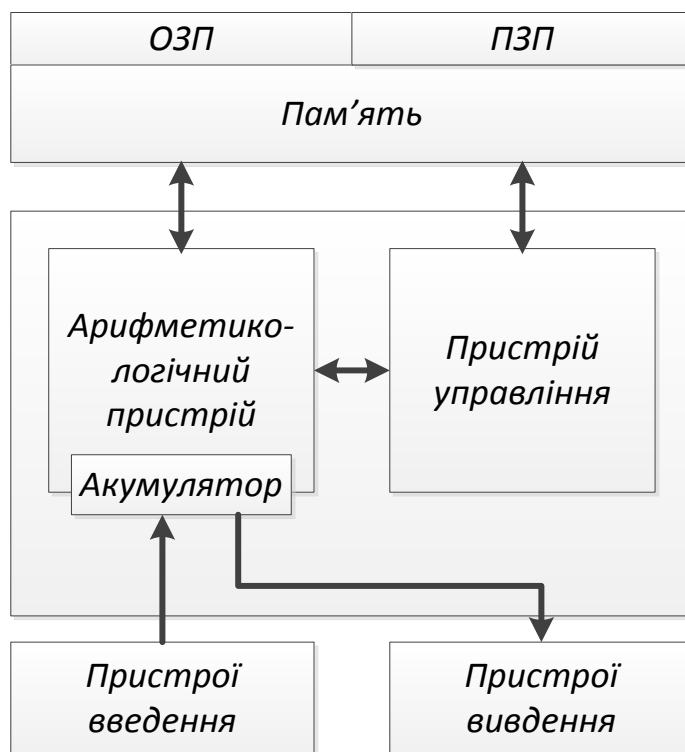 ОЗП
ПЗП
Пам’ять
Арифметико-
логічний
пристрій
Пристрій
управління
Акумулятор
Пристрої
введення
Пристрої
вивдення